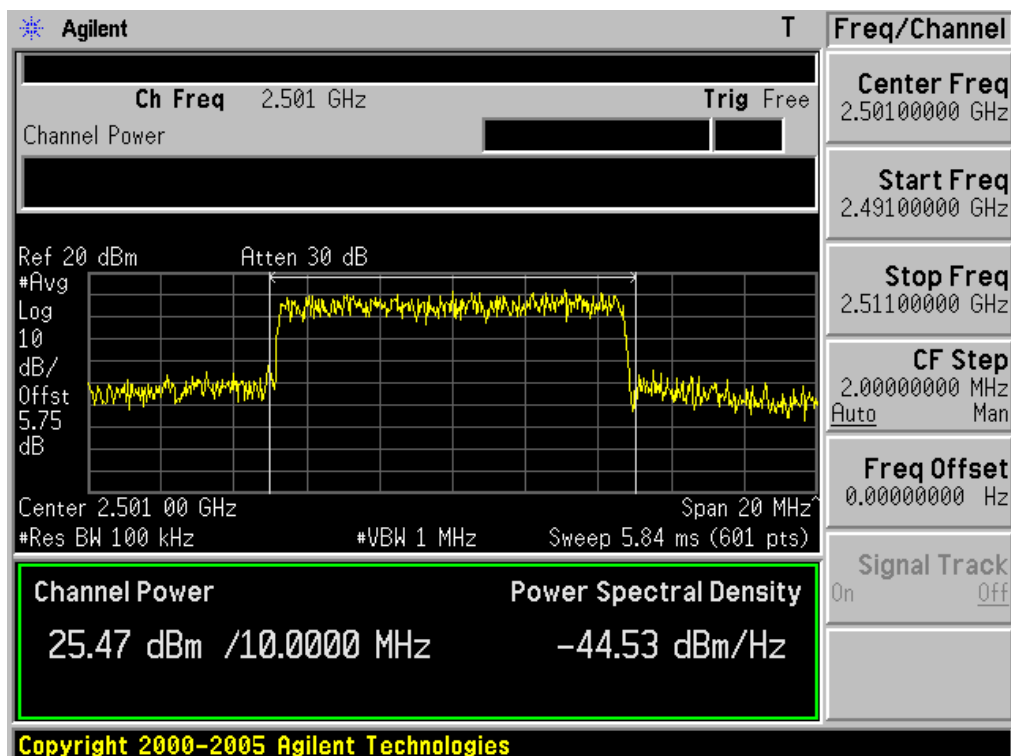 Agilent T
Freq/Channel
Ch Freq 2.501 GHz Trig Free
Channel Power
Ref 20 dBm Atten 30 dB
#Avg
Log
10
dB/
Offst
5.75
dB
Center 2.501 00 GHz Span 20 MHz^
#Res BW 100 kHz #VBW 1 MHz Sweep 5.84 ms (601 pts)
Channel Power Power Spectral Density
25.47 dBm /10.0000 MHz -44.53 dBm/Hz
Center Freq
2.50100000 GHz
Start Freq
2.49100000 GHz
Stop Freq
2.51100000 GHz
CF Step
2.00000000 MHz
Auto Man
Freq Offset
0.00000000 Hz
Signal Track
On Off
Copyright 2000-2005 Agilent Technologies